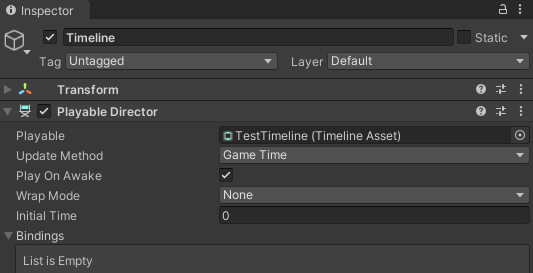 Inspector
Timeline Static
Tag Untagged Layer Default
Transform
Playable Director
Playable TestTimeline (Timeline Asset)
Update Method Game Time
Play On Awake
Wrap Mode None
Initial Time 0
Bindings
List is Empty